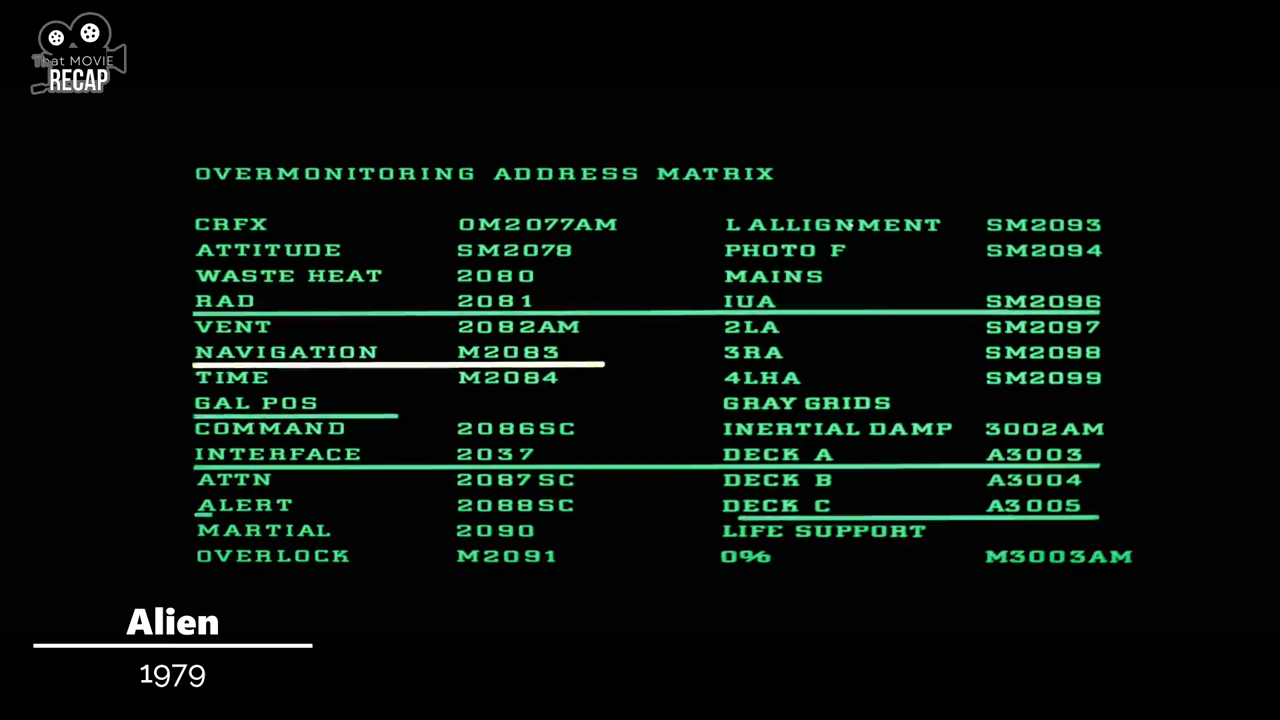 That MOVIE
RECAP
OVERMONITORING ADDRESS MATRIX
CRFX 0M2077AM L ALLIGNMENT SM2093
ATTITUDE SM2078 PHOTO F SM2094
WASTE HEAT 2080 MAINS
RAD 2081 IUA SM2096
VENT 2082AM 2LA SM2097
NAVIGATION M2083 3RA SM2098
TIME M2084 4LHA SM2099
GAL POS GRAY GRIDS
COMMAND 2086SC INERTIAL DAMP 3002AM
INTERFACE 2037 DECK A A3003
ATTN 2087SC DECK B A3004
ALERT 2088SC DECK C A3005
MARTIAL 2090 LIFE SUPPORT
OVERLOCK M2091 0% M3003AM
Alien
1979